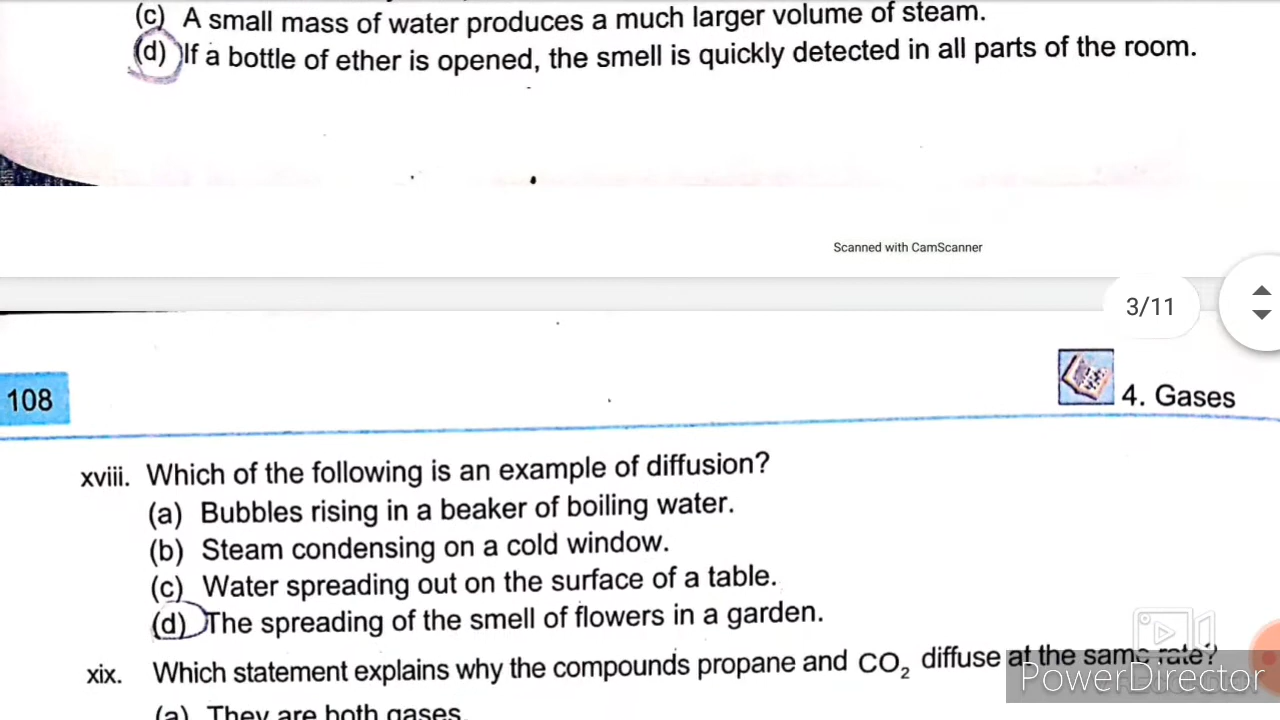 (c) A small mass of water produces a much larger volume of steam.
(d) If a bottle of ether is opened, the smell is quickly detected in all parts of the room.
Scanned with CamScanner
3/11
108
4. Gases
xviii. Which of the following is an example of diffusion?
(a) Bubbles rising in a beaker of boiling water.
(b) Steam condensing on a cold window.
(c) Water spreading out on the surface of a table.
(d) The spreading of the smell of flowers in a garden.
xix. Which statement explains why the compounds propane and CO₂ diffuse at the same rate?
PowerDirector
(a) They are both gases.